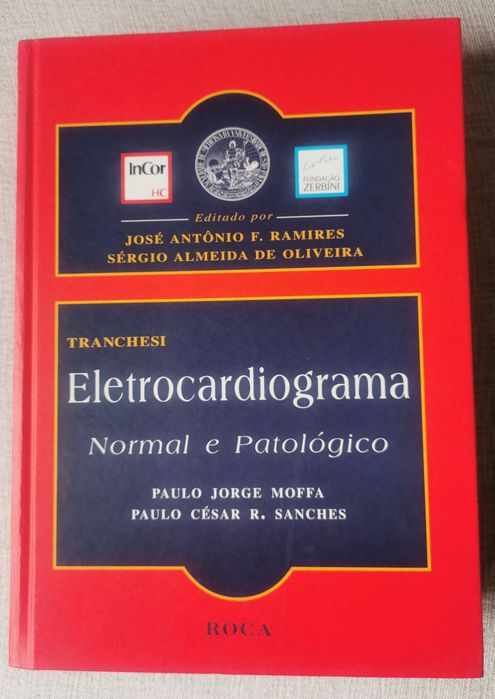 InCor
HC
FUNDAÇÃO
ZERBINI
Editado por
JOSÉ ANTÔNIO F. RAMIRES
SÉRGIO ALMEIDA DE OLIVEIRA
TRANCHESI
Eletrocardiograma
Normal e Patológico
PAULO JORGE MOFFA
PAULO CÉSAR R. SANCHES
ROCA